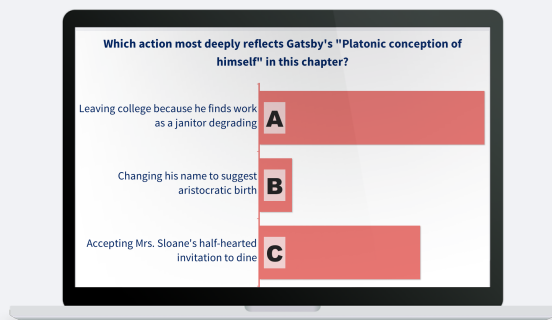 Which action most deeply reflects Gatsby's "Platonic conception of
himself" in this chapter?
Leaving college because he finds work
as a janitor degrading
A
Changing his name to suggest
aristocratic birth
B
Accepting Mrs. Sloane's half-hearted
invitation to dine
C